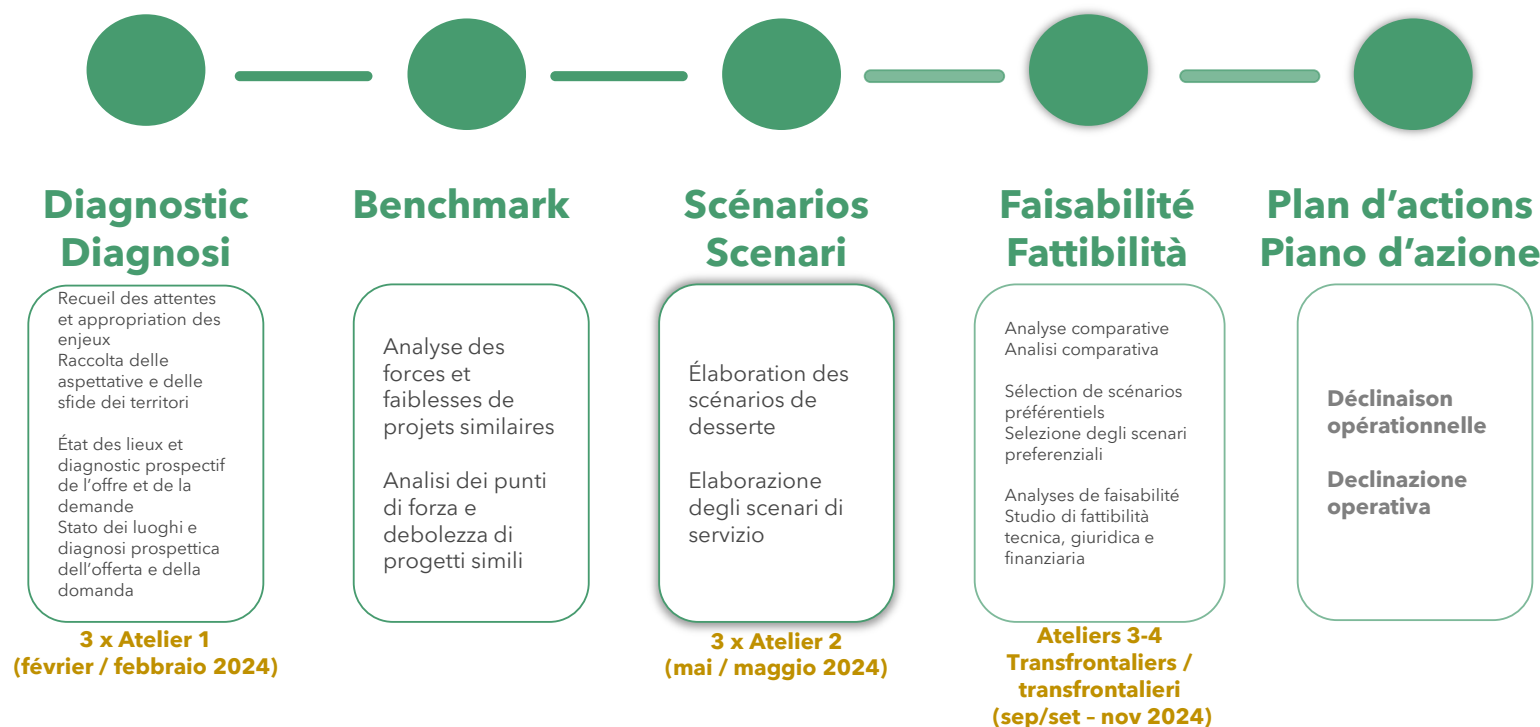 Diagnostic
Diagnosi
Recueil des attentes
et appropriation des
enjeux
Raccolta delle
aspettative e delle
sfide dei territori
État des lieux et
diagnostic prospectif
de l’offre et de la
demande
Stato dei luoghi e
diagnosi prospettica
dell’offerta e della
domanda
3 x Atelier 1
(février / febbraio 2024)
Benchmark
Analyse des
forces et
faiblesses de
projets similaires
Analisi dei punti
di forza e
debolezza di
progetti simili
Scénarios
Scenari
Élaboration des
scénarios de
desserte
Elaborazione
degli scenari di
servizio
3 x Atelier 2
(mai / maggio 2024)
Faisabilité
Fattibilità
Analyse comparative
Analisi comparativa
Sélection de scénarios
préférentiels
Selezione degli scenari
preferenziali
Analyses de faisabilité
Studio di fattibilità
tecnica, giuridica e
finanziaria
Ateliers 3-4
Transfrontaliers /
transfrontalieri
(sep/set – nov 2024)
Plan d’actions
Piano d’azione
Déclinaison
opérationnelle
Declinazione
operativa